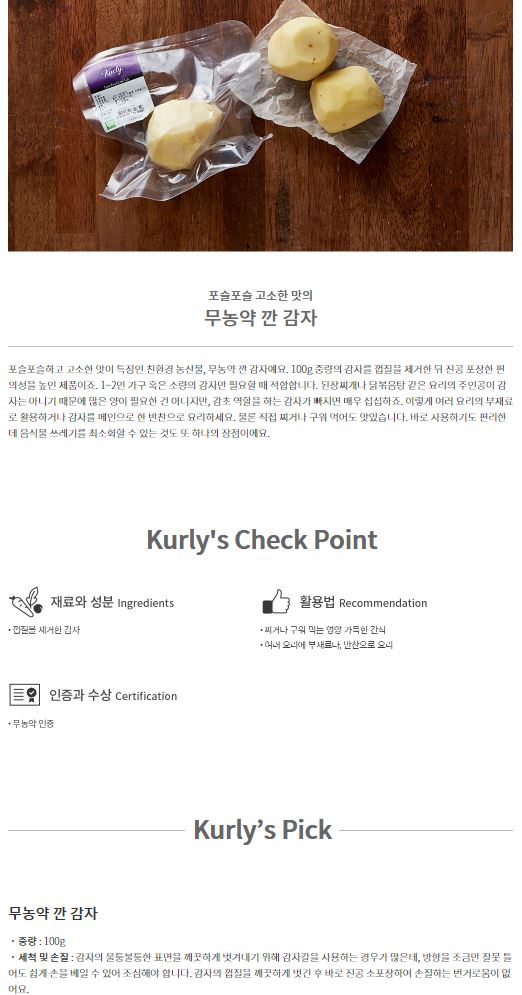 Kurly
포슬포슬 고소한 맛의
무농약 깐 감자
포슬포슬하고 고소한 맛이 특징인 친환경 농산물, 무농약 깐 감자예요. 100g 중량의 감자를 껍질을 제거한 뒤 진공 포장한 편
의성을 높인 제품이죠. 1~2인 가구 혹은 소량의 감자만 필요할 때 적합합니다. 된장찌개나 닭볶음탕 같은 요리의 주인공이 감
자는 아니기 때문에 많은 양이 필요한 건 아니지만, 감초 역할을 하는 감자가 빠지면 매우 섭섭하죠. 이렇게 여러 요리의 부재료
로 활용하거나 감자를 메인으로 한 반찬으로 요리하세요. 물론 직접 찌거나 구워 먹어도 맛있습니다. 바로 사용하기도 편리한
데 음식물 쓰레기를 최소화할 수 있는 것도 또 하나의 장점이에요.
Kurly's Check Point
재료와 성분 Ingredients
• 껍질을 제거한 감자
활용법 Recommendation
• 찌거나 구워 먹는 영양 가득한 간식
• 여러 요리에 부재료나, 반찬으로 요리
인증과 수상 Certification
• 무농약 인증
Kurly’s Pick
무농약 깐 감자
· 중량 : 100g
· 세척 및 손질 : 감자의 울퉁불퉁한 표면을 깨끗하게 벗겨내기 위해 감자칼을 사용하는 경우가 많은데, 방향을 조금만 잘못 틀
어도 쉽게 손을 베일 수 있어 조심해야 합니다. 감자의 껍질을 깨끗하게 벗긴 후 바로 진공 소포장하여 손질하는 번거로움이 없
어요.